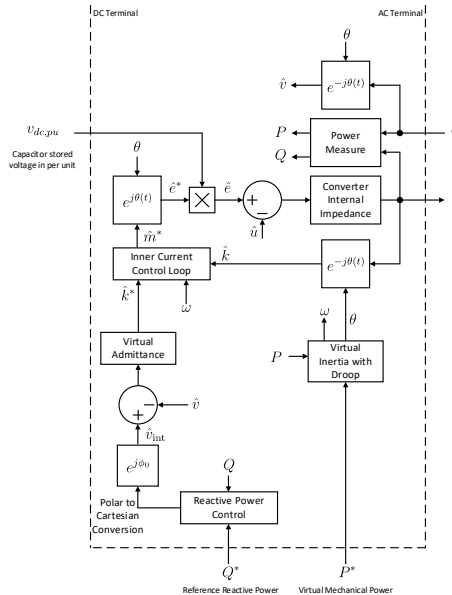 DC Terminal
AC Terminal
θ
v̂
e^{-jθ(t)}
v_{dc,pu}
Capacitor stored
voltage in per unit
P
Q
Power
Measure
θ
e^{jθ(t)}
ê*
×
ê
−
û
Converter
Internal
Impedance
m̂*
Inner Current
Control Loop
k̂
e^{-jθ(t)}
k̂*
ω
ω
θ
Virtual
Admittance
P
Virtual
Inertia with
Droop
−
+
v̂
v̂_{int}
e^{jϕ_0}
Q
Polar to
Cartesian
Conversion
Reactive Power
Control
Q*
P*
Reference Reactive Power
Virtual Mechanical Power